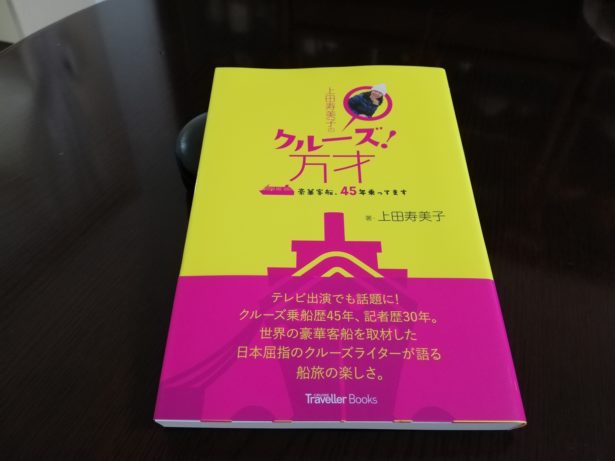 上田寿美子の
クルーズ!
万才
豪華客船、45年乗ってます
著・上田寿美子
テレビ出演でも話題に!
クルーズ乗船歴45年、記者歴30年。
世界の豪華客船を取材した
日本屈指のクルーズライターが語る
船旅の楽しさ。
Traveller Books